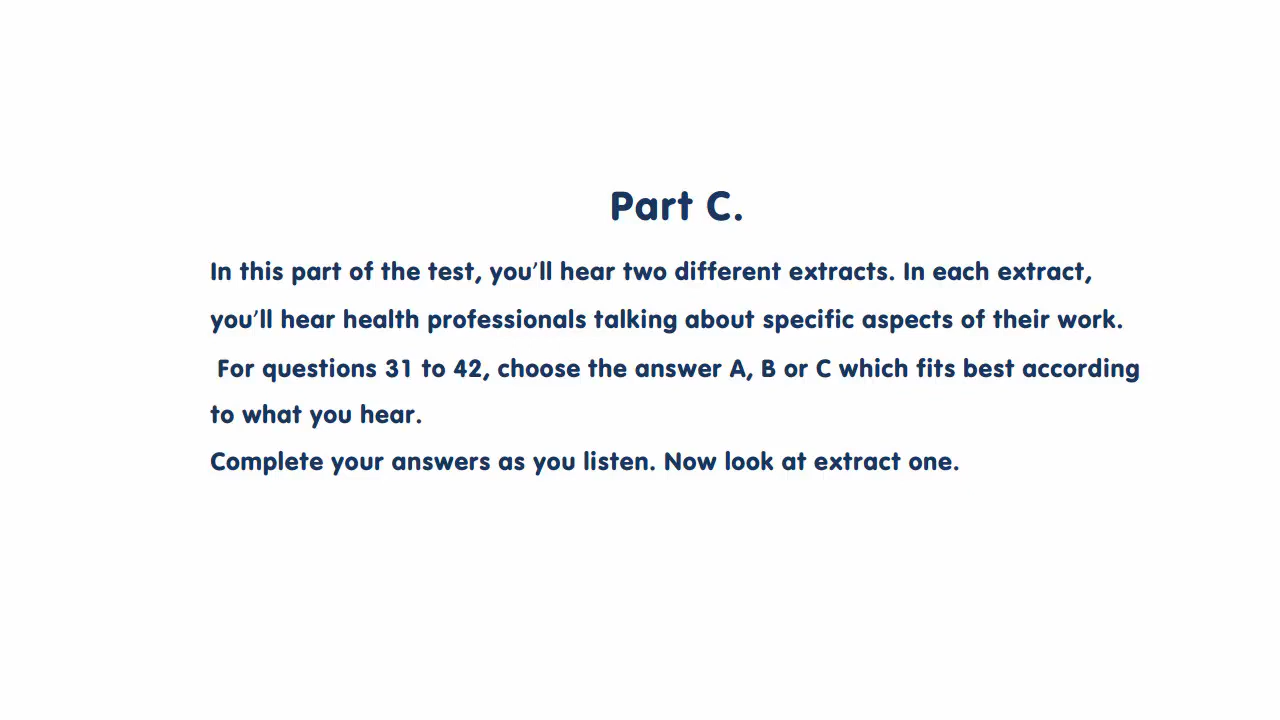 Part C.
In this part of the test, you'll hear two different extracts. In each extract,
you'll hear health professionals talking about specific aspects of their work.
For questions 31 to 42, choose the answer A, B or C which fits best according
to what you hear.
Complete your answers as you listen. Now look at extract one.